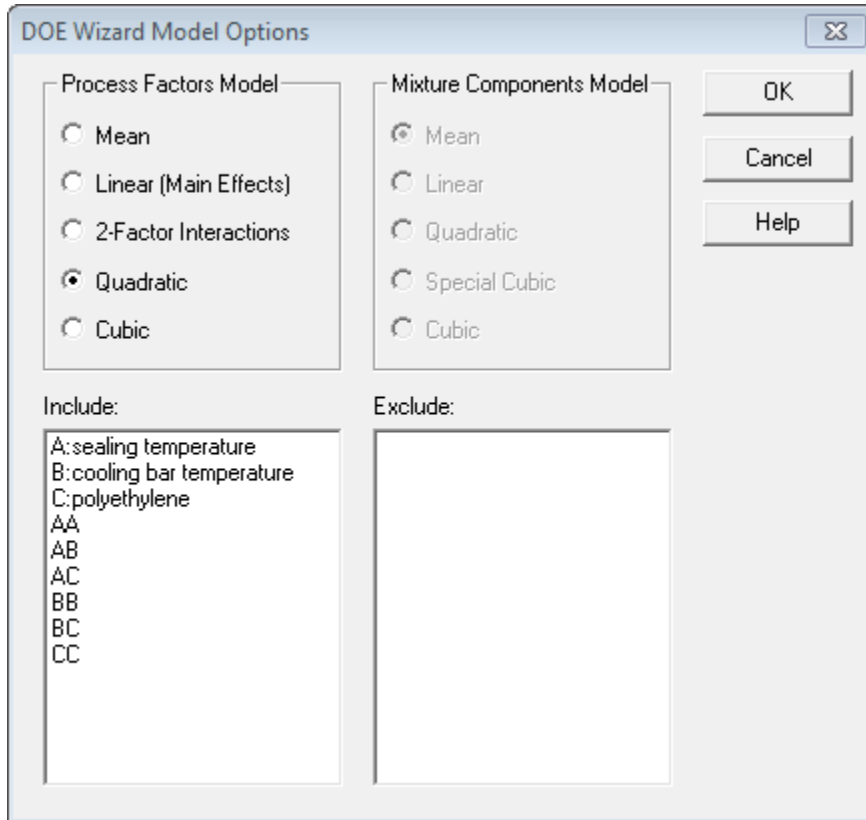 DOE Wizard Model Options
Process Factors Model
Mean
Linear (Main Effects)
2-Factor Interactions
Quadratic
Cubic
Mixture Components Model
Mean
Linear
Quadratic
Special Cubic
Cubic
OK
Cancel
Help
Include:
A:sealing temperature
B:cooling bar temperature
C:polyethylene
AA
AB
AC
BB
BC
CC
Exclude: